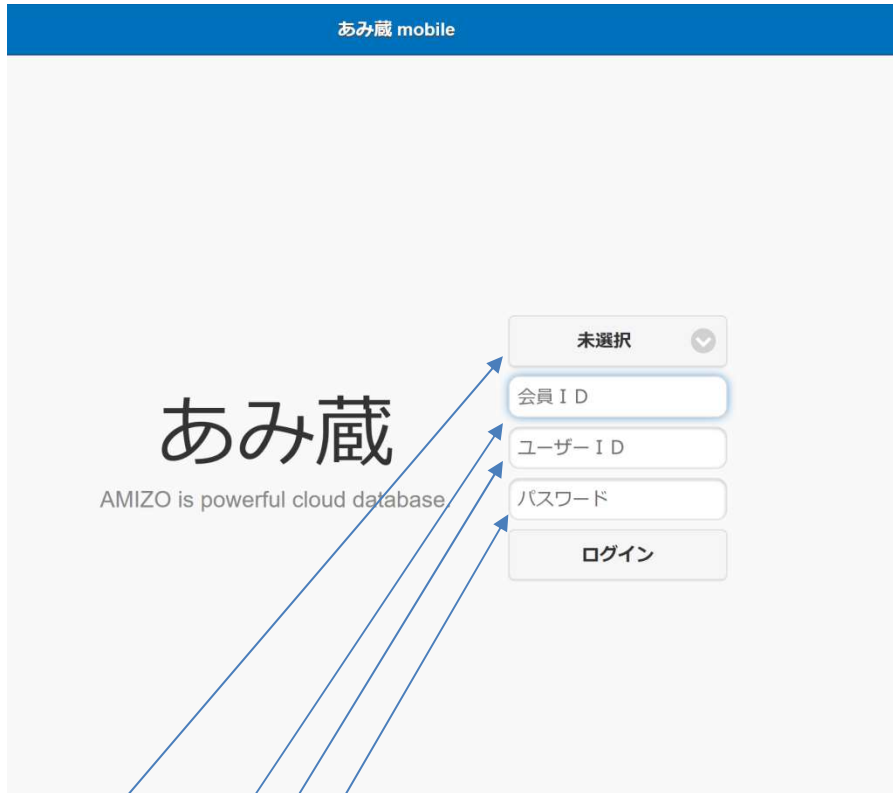 あみ蔵 mobile
未選択
会員ＩＤ
あみ蔵
ユーザーＩＤ
AMIZO is powerful cloud database.
パスワード
ログイン